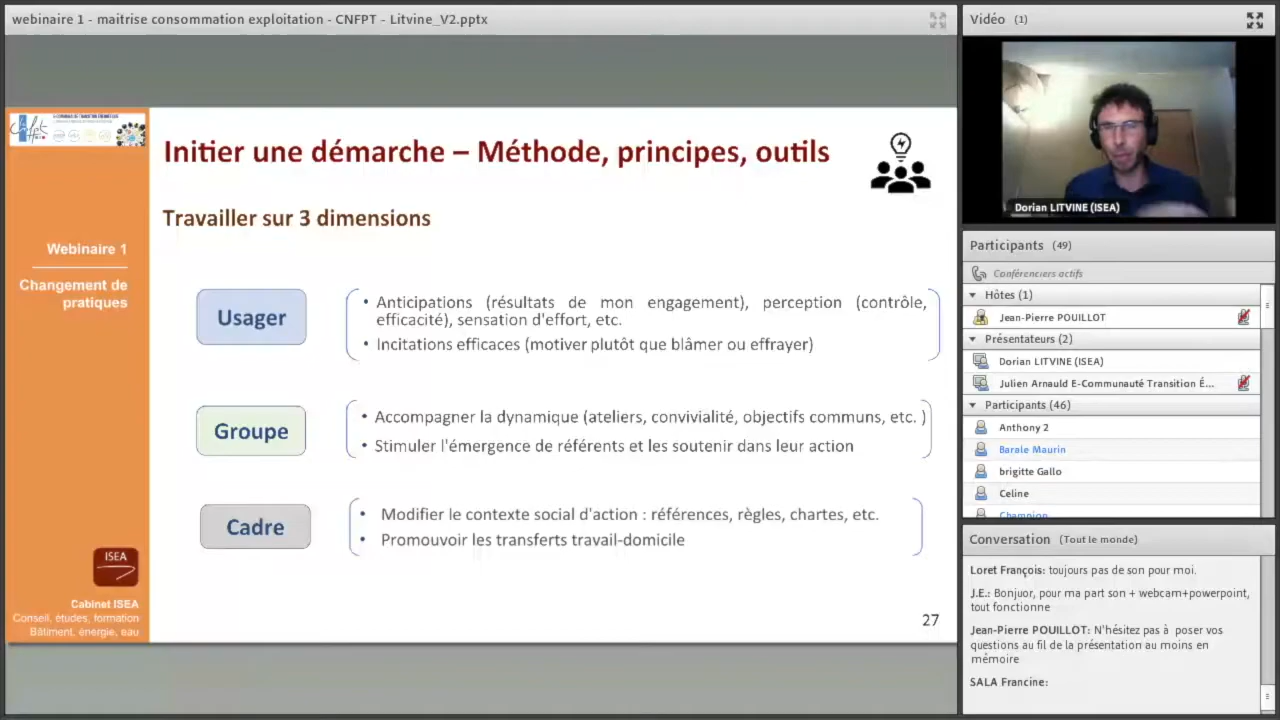 webinaire 1 - maitrise consommation exploitation - CNFPT - Litvine_V2.pptx
Initier une démarche – Méthode, principes, outils
Travailler sur 3 dimensions
Webinaire 1
Changement de
pratiques
Usager
• Anticipations (résultats de mon engagement), perception (contrôle,
efficacité), sensation d'effort, etc.
• Incitations efficaces (motiver plutôt que blâmer ou effrayer)
Groupe
• Accompagner la dynamique (ateliers, convivialité, objectifs communs, etc. )
• Stimuler l'émergence de référents et les soutenir dans leur action
Cadre
• Modifier le contexte social d'action : références, règles, chartes, etc.
• Promouvoir les transferts travail-domicile
ISEA
Cabinet ISEA
Conseil, études, formation
Bâtiment, énergie, eau
27
Vidéo (1)
Dorian LITVINE (ISEA)
Participants (49)
Conférenciers actifs
Hôtes (1)
Jean-Pierre POUILLOT
Présentateurs (2)
Dorian LITVINE (ISEA)
Julien Arnauld E-Communauté Transition É...
Participants (46)
Anthony 2
Barale Maurin
brigitte Gallo
Celine
Champion
Conversation (Tout le monde)
Loret François: toujours pas de son pour moi.
J.E.: Bonjuor, pour ma part son + webcam+powerpoint,
tout fonctionne
Jean-Pierre POUILLOT: N'hésitez pas à poser vos
questions au fil de la présentation au moins en
mémoire
SALA Francine: